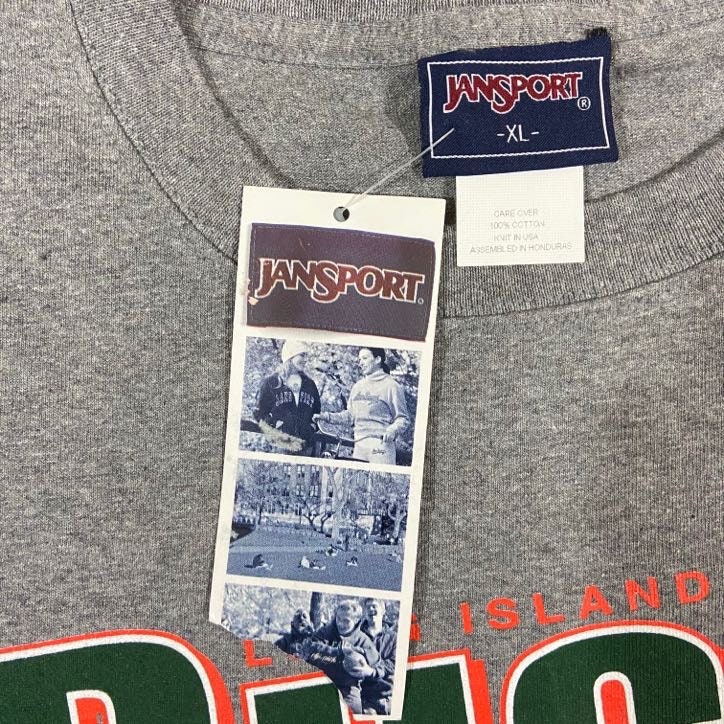 JANSPORT®
-XL-
CARE OVER
100% COTTON
KNIT IN USA
ASSEMBLED IN HONDURAS
JANSPORT
ISLAND